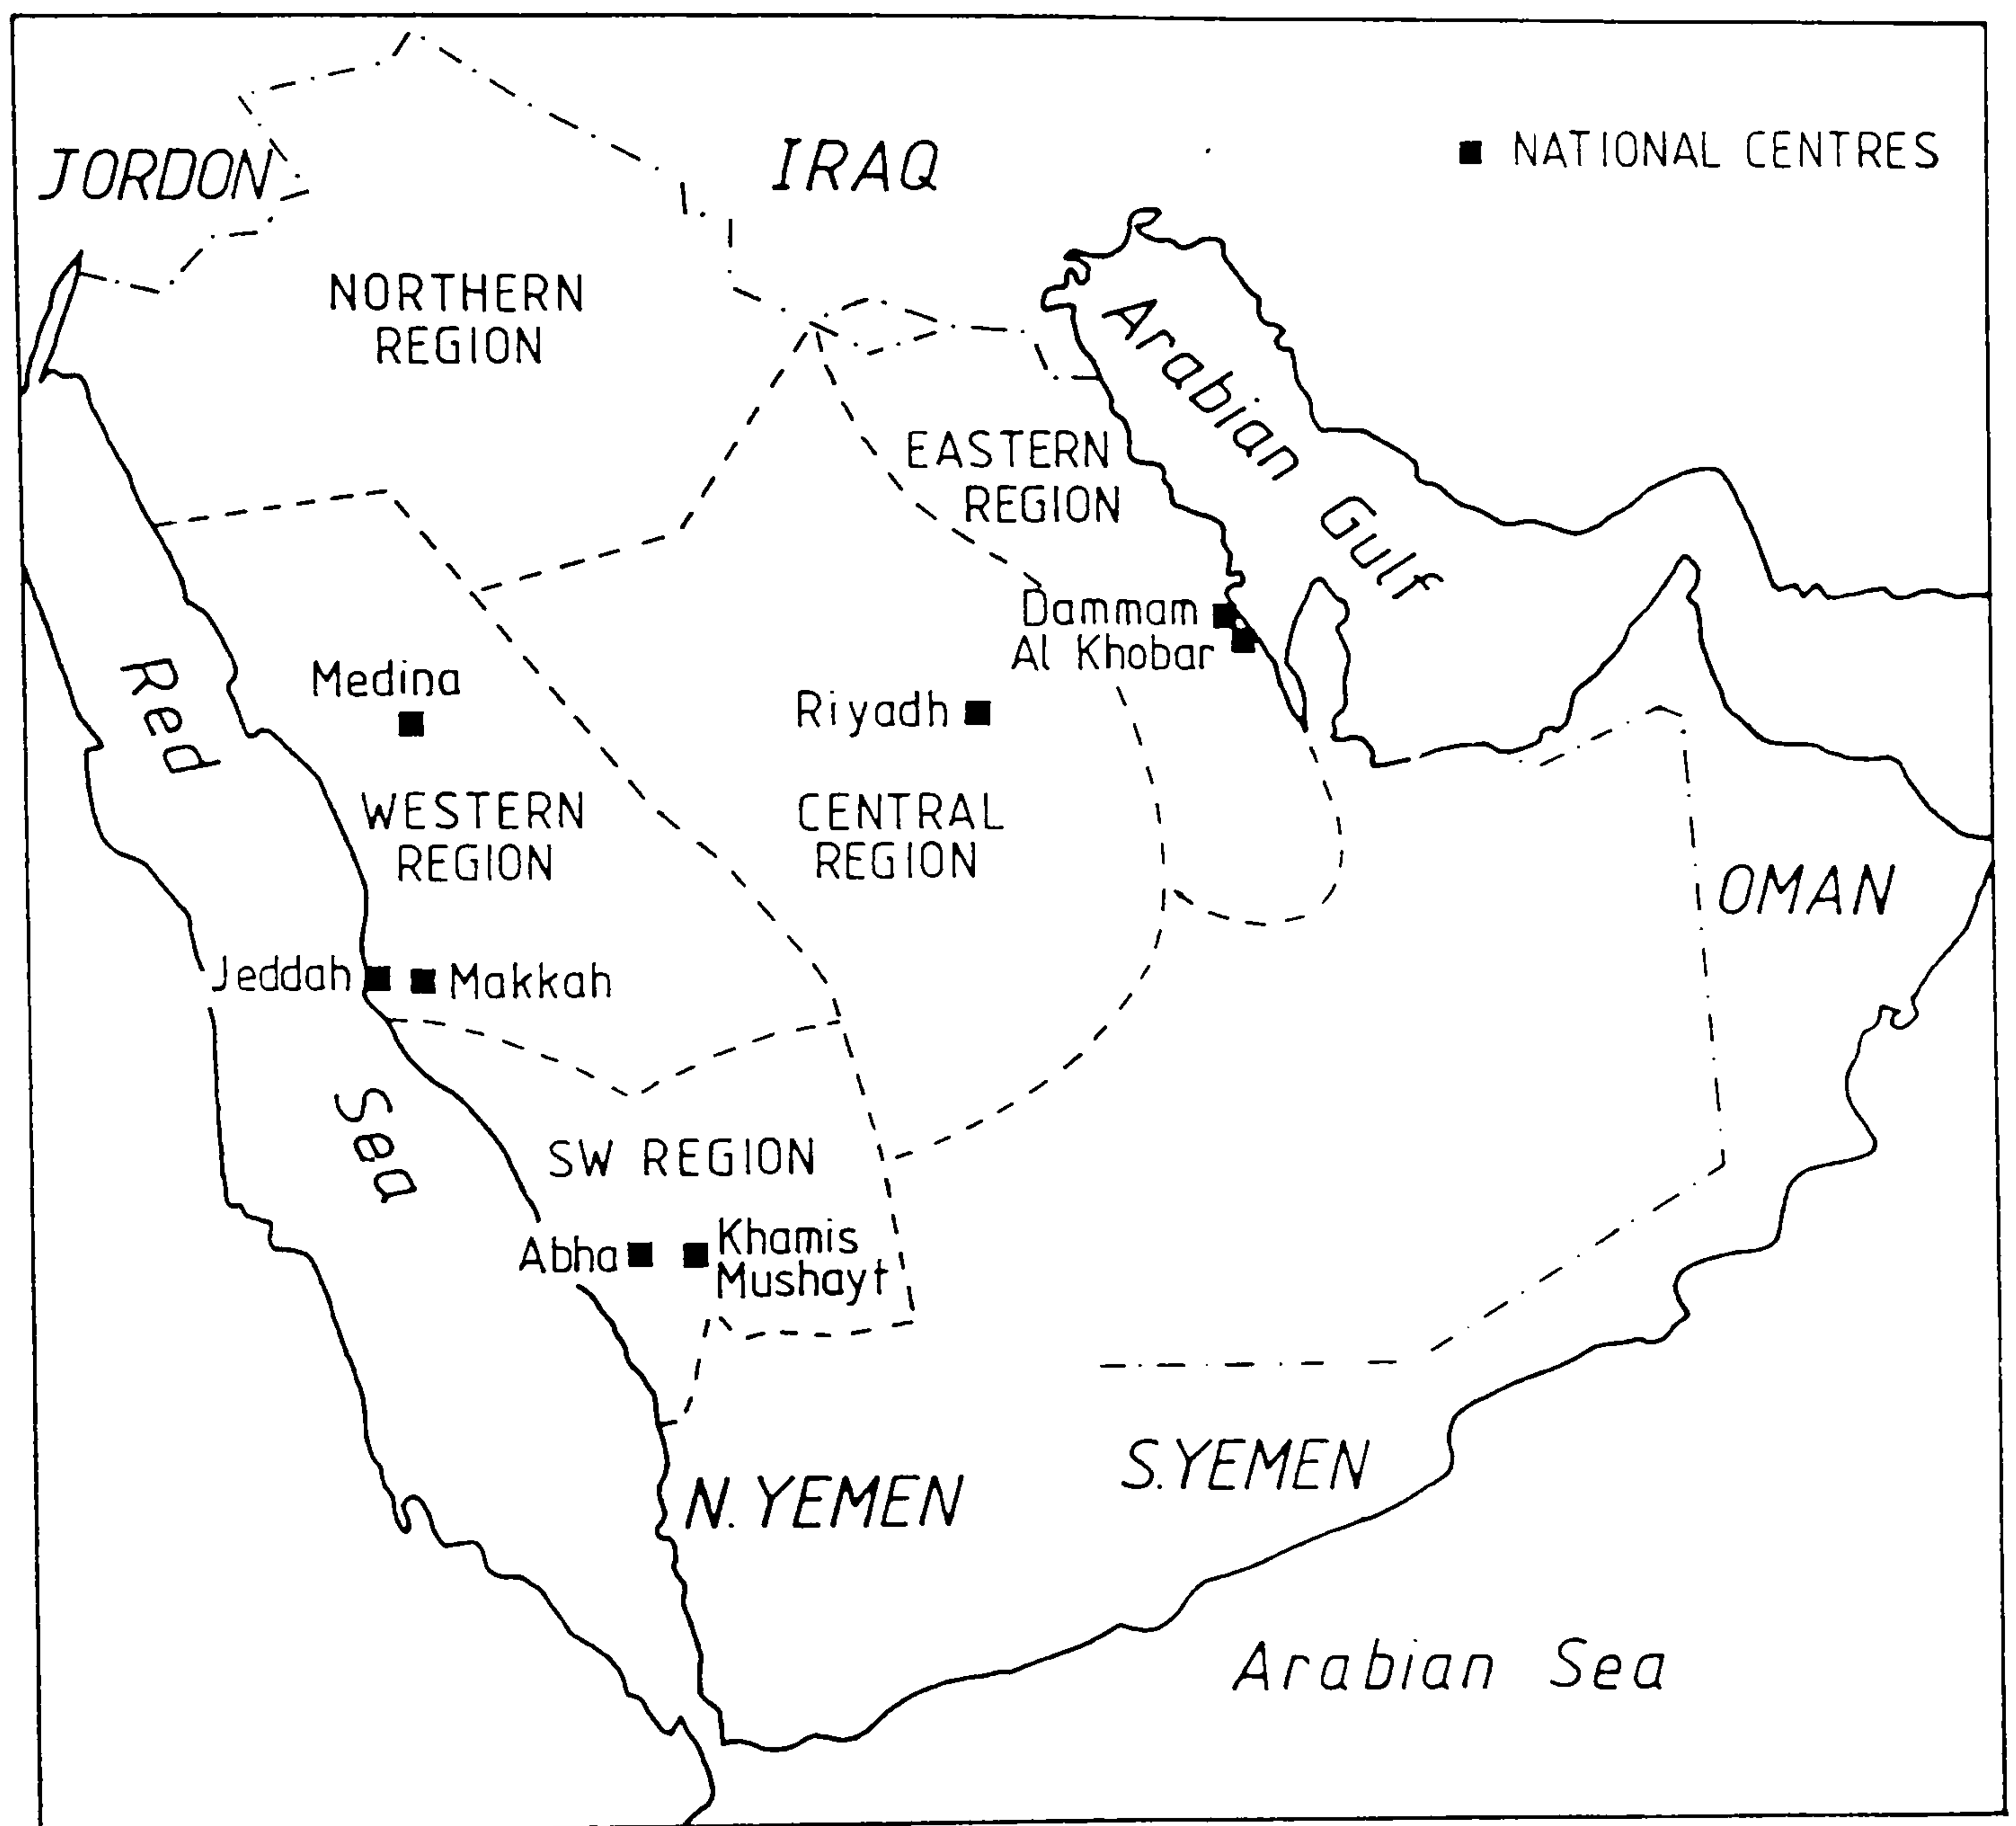 JORDON
IRAQ
■ NATIONAL CENTRES
NORTHERN
REGION
Arabian Gulf
EASTERN
REGION
Dammam
Al Khobar
Medina
Riyadh
Red Sea
WESTERN
REGION
CENTRAL
REGION
OMAN
Jeddah
Makkah
SW REGION
Abha
Khamis
Mushayt
S.YEMEN
N.YEMEN
Arabian Sea